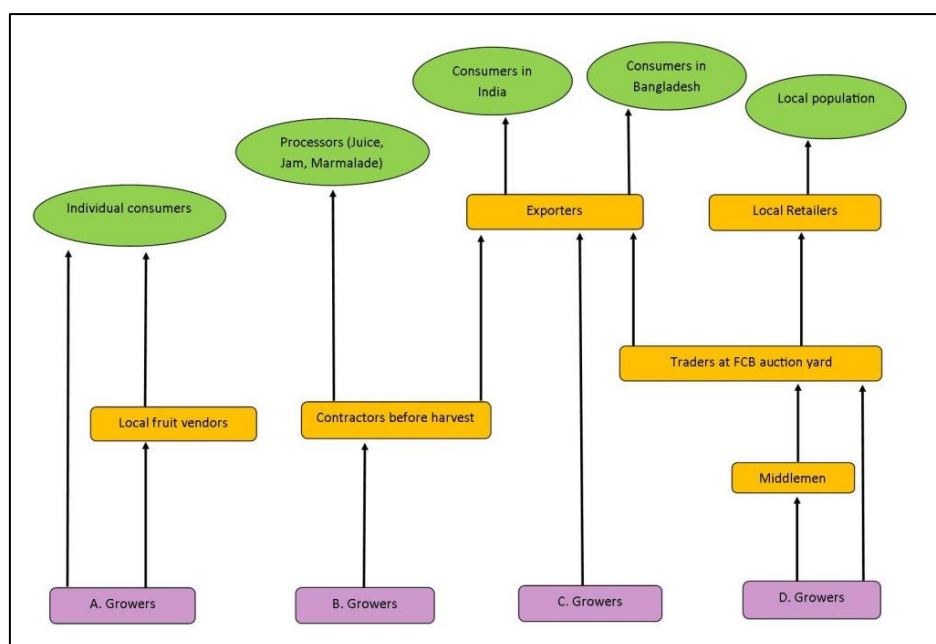 Consumers in
India
Consumers in
Bangladesh
Local population
Processors (Juice,
Jam, Marmalade)
Individual consumers
Exporters
Local Retailers
Traders at FCB auction yard
Local fruit vendors
Contractors before harvest
Middlemen
A. Growers
B. Growers
C. Growers
D. Growers